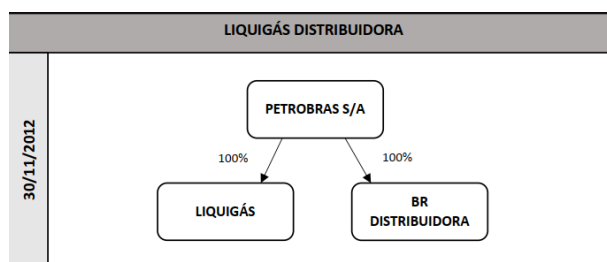 LIQUIGÁS DISTRIBUIDORA
30/11/2012
PETROBRAS S/A
100%
100%
LIQUIGÁS
BR
DISTRIBUIDORA